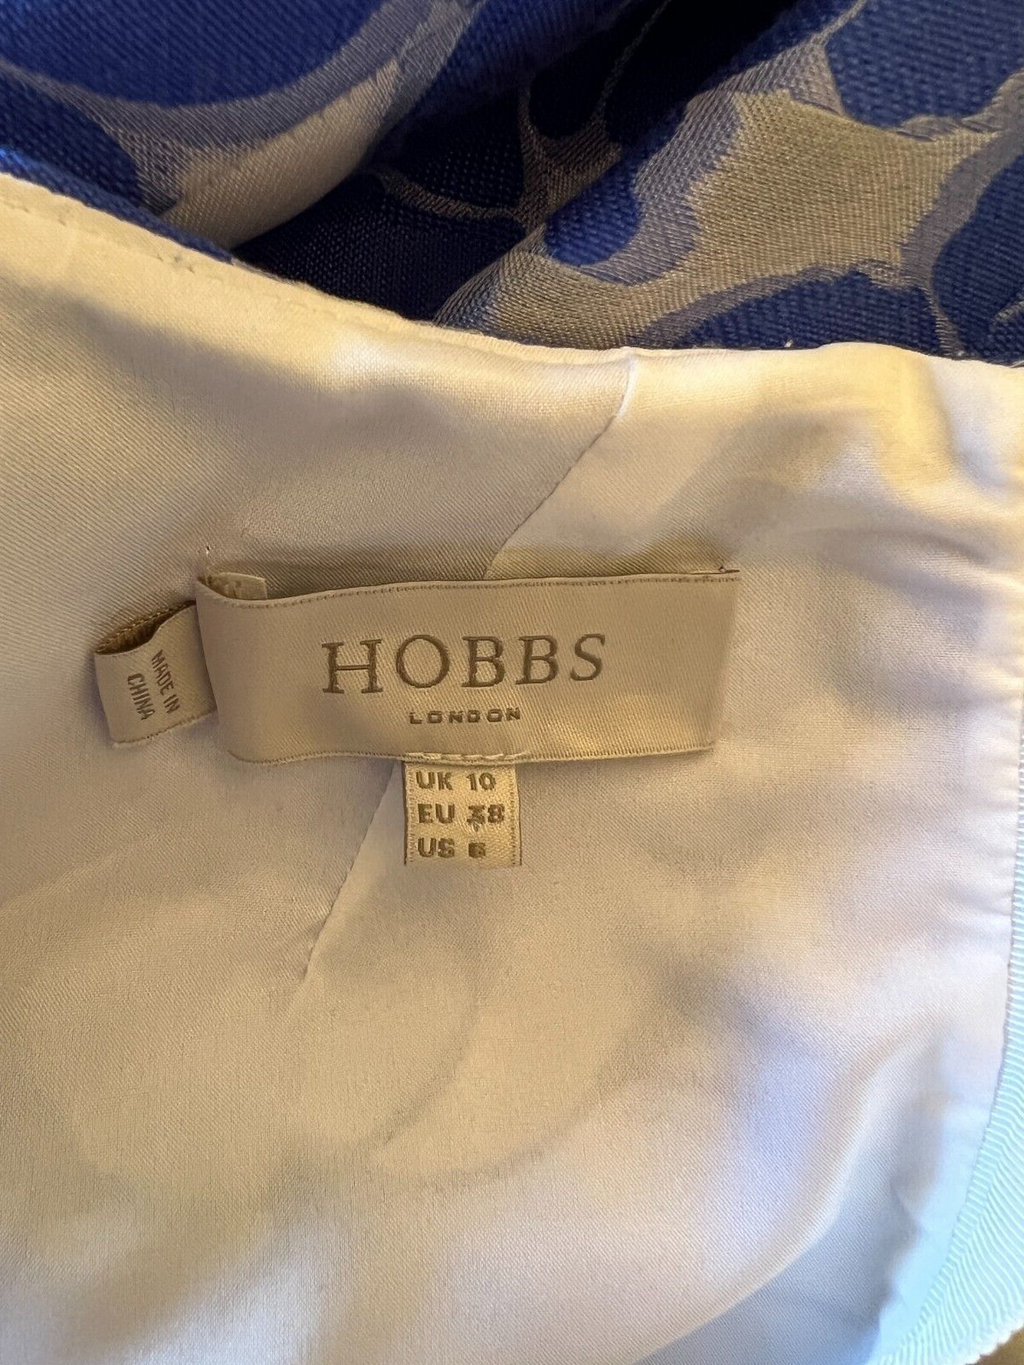 HOBBS
LONDON
MADE IN
CHINA
UK 10
EU 38
US 6